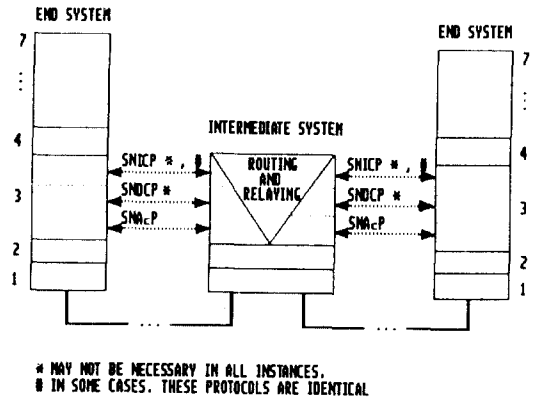 END SYSTEM
END SYSTEM
7
7
INTERMEDIATE SYSTEM
4
SNICP *, #
ROUTING
AND
RELAYING
SNICP *, #
4
3
SNDCP *
SNDCP *
3
SNAcP
SNAcP
2
2
1
1
* MAY NOT BE NECESSARY IN ALL INSTANCES.
# IN SOME CASES. THESE PROTOCOLS ARE IDENTICAL